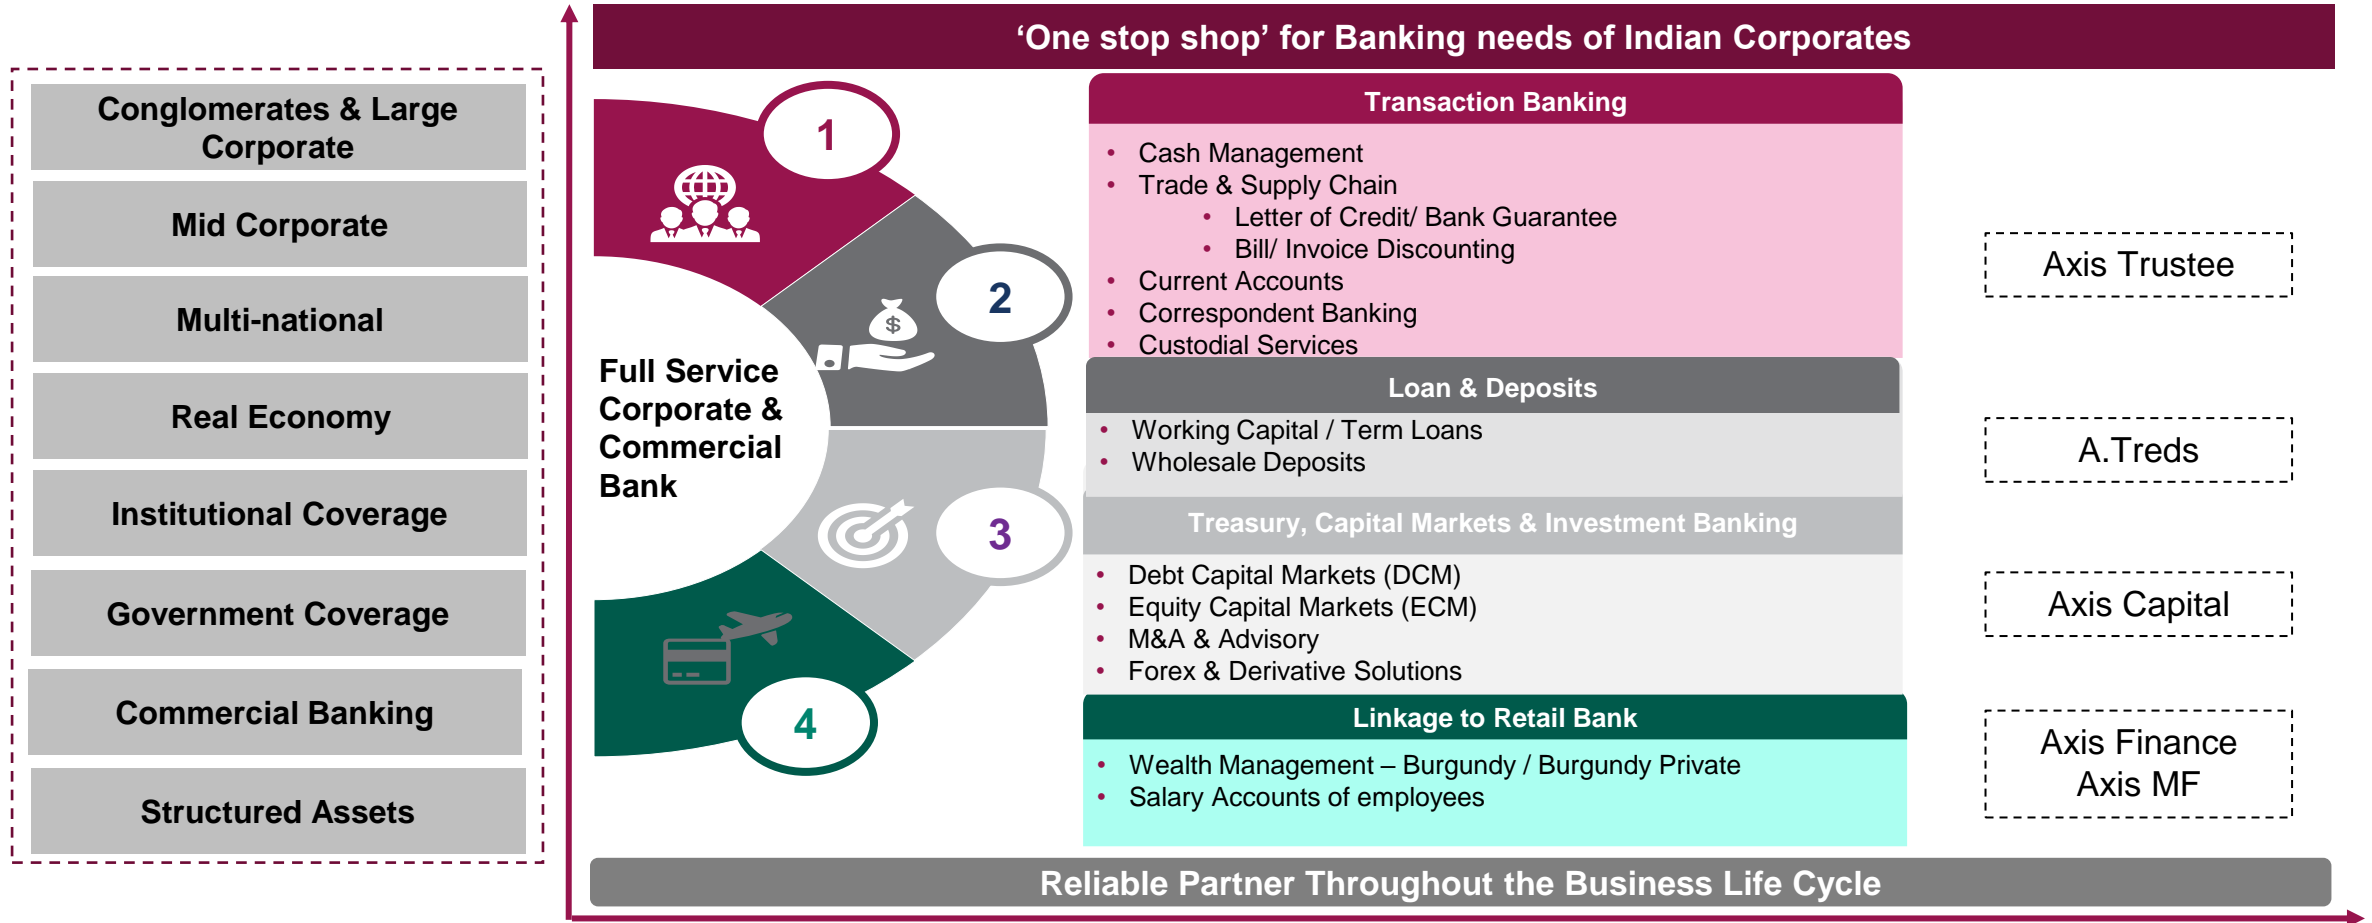 ‘One stop shop’ for Banking needs of Indian Corporates
Conglomerates & Large
Corporate
Mid Corporate
Multi-national
Real Economy
Institutional Coverage
Government Coverage
Commercial Banking
Structured Assets
Full Service
Corporate &
Commercial
Bank
1
2
$
3
4
Transaction Banking
• Cash Management
• Trade & Supply Chain
• Letter of Credit/ Bank Guarantee
• Bill/ Invoice Discounting
• Current Accounts
• Correspondent Banking
• Custodial Services
Loan & Deposits
• Working Capital / Term Loans
• Wholesale Deposits
Treasury, Capital Markets & Investment Banking
• Debt Capital Markets (DCM)
• Equity Capital Markets (ECM)
• M&A & Advisory
• Forex & Derivative Solutions
Linkage to Retail Bank
• Wealth Management – Burgundy / Burgundy Private
• Salary Accounts of employees
Axis Trustee
A.Treds
Axis Capital
Axis Finance
Axis MF
Reliable Partner Throughout the Business Life Cycle